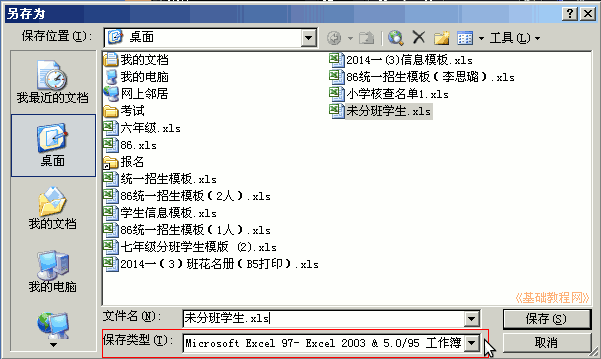 另存为
保存位置(I):
桌面
工具(L)
我最近的文档
桌面
我的文档
我的电脑
我的文档
我的电脑
网上邻居
考试
六年级.xls
86.xls
报名
统一招生模板.xls
86统一招生模板(2人).xls
学生信息模板.xls
86统一招生模板(1人).xls
七年级分班学生模版 (2).xls
2014一(3)班花名册(B5打印).xls
2014一(3)信息模板.xls
86统一招生模板(李思璐).xls
小学核查名单1.xls
未分班学生.xls
《基础教程网》
文件名(N):
未分班学生.xls
保存(S)
保存类型(T):
Microsoft Excel 97- Excel 2003 & 5.0/95 工作簿
取消